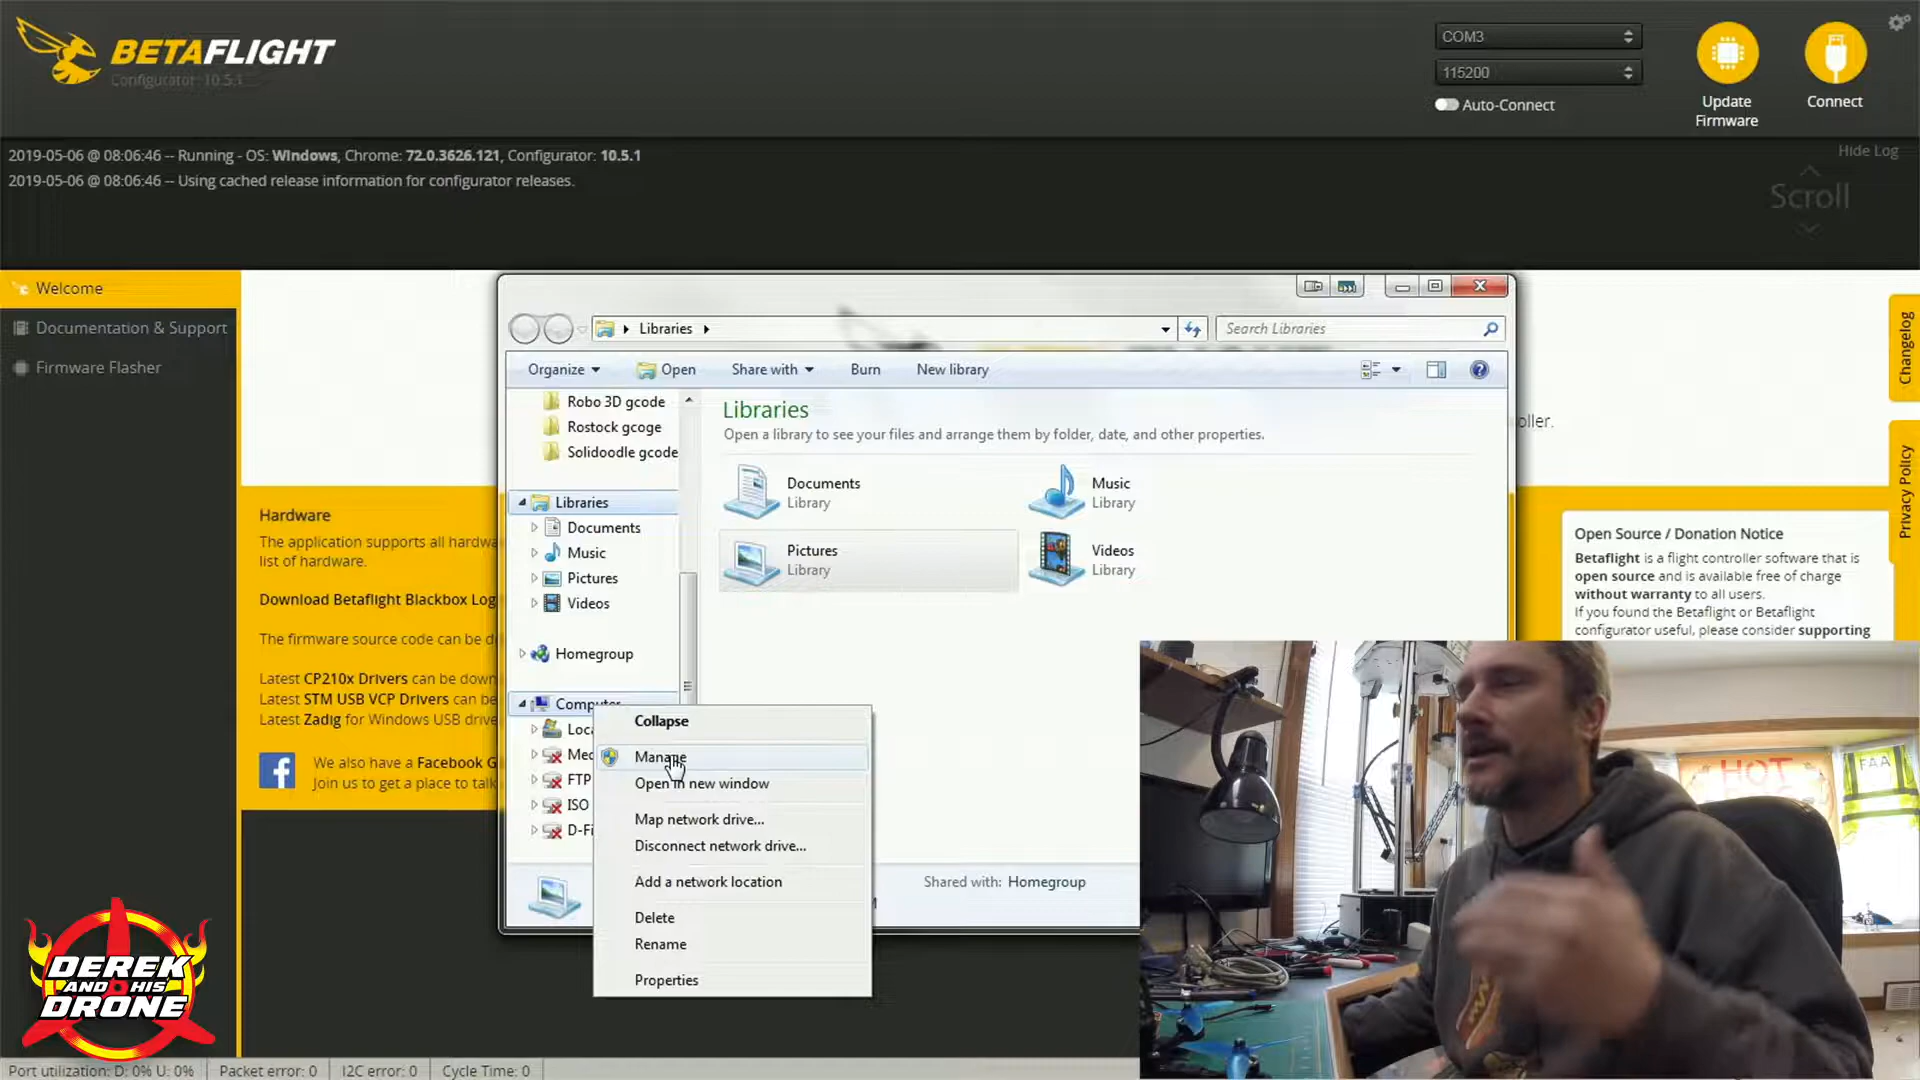 BETAFLIGHT
Configurator: 10.5.1
COM3
115200
Auto-Connect
Update
Firmware
Connect
2019-05-06 @ 08:06:46 -- Running - OS: Windows, Chrome: 72.0.3626.121, Configurator: 10.5.1
2019-05-06 @ 08:06:46 -- Using cached release information for configurator releases.
Hide Log
Scroll
Welcome
Documentation & Support
Firmware Flasher
Changelog
Privacy Policy
oller.
Hardware
The application supports all hardwa
list of hardware.
Download Betaflight Blackbox Log
The firmware source code can be d
Latest CP210x Drivers can be down
Latest STM USB VCP Drivers can be
Latest Zadig for Windows USB drive
We also have a Facebook G
Join us to get a place to talk
Open Source / Donation Notice
Betaflight is a flight controller software that is
open source and is available free of charge
without warranty to all users.
If you found the Betaflight or Betaflight
configurator useful, please consider supporting
Libraries
Search Libraries
Organize
Open
Share with
Burn
New library
Robo 3D gcode
Rostock gcoge
Solidoodle gcode
Libraries
Documents
Music
Pictures
Videos
Homegroup
Computer
Loca
Med
FTP
ISO
D-Fi
Libraries
Open a library to see your files and arrange them by folder, date, and other properties.
Documents
Library
Music
Library
Pictures
Library
Videos
Library
Collapse
Manage
Open in new window
Map network drive...
Disconnect network drive...
Add a network location
Delete
Rename
Properties
Shared with: Homegroup
HOT
FAA
DEREK
AND HIS
DRONE
Port utilization: D: 0% U: 0%
Packet error: 0
I2C error: 0
Cycle Time: 0